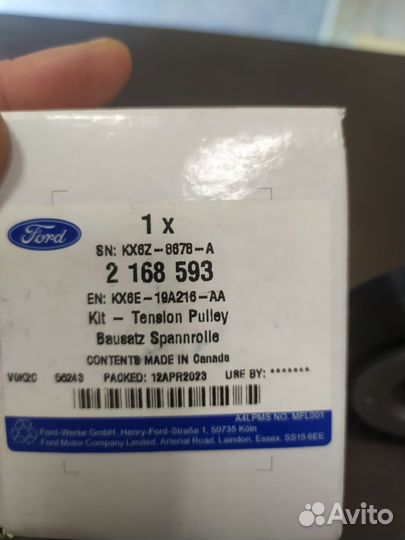 Ford
1 x
SN: KX6Z-8678-A
2 168 593
EN: KX6E-19A216-AA
Kit - Tension Pulley
Bausatz Spannrolle
CONTENTS MADE IN Canada
V0K2C 56243 PACKED: 12APR2023 URF BY: *******
A4LPMS NO. MFL001
Ford-Werke GmbH, Henry-Ford-Straße 1, 50735 Köln
Ford Motor Company Limited, Arterial Road, Laindon, Essex. SS15 6EE
Avito